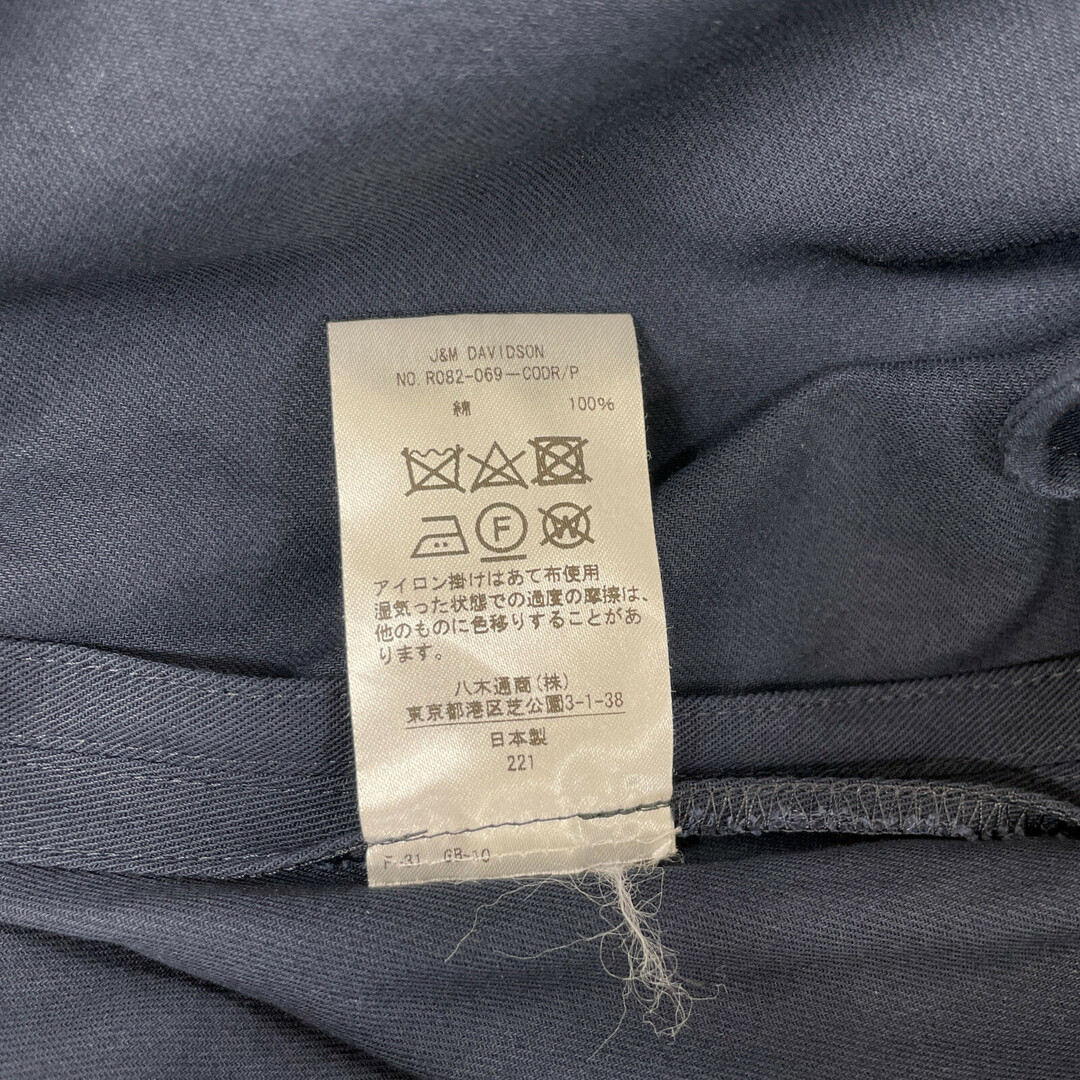 J&M DAVIDSON
NO.R082-069-CODR/P
綿 100%
F
W
アイロン掛けはあて布使用
湿気った状態での過度の摩擦は、
他のものに色移りすることがあ
ります。
八木通商(株)
東京都港区芝公園3-1-38
日本製
221
GB-10